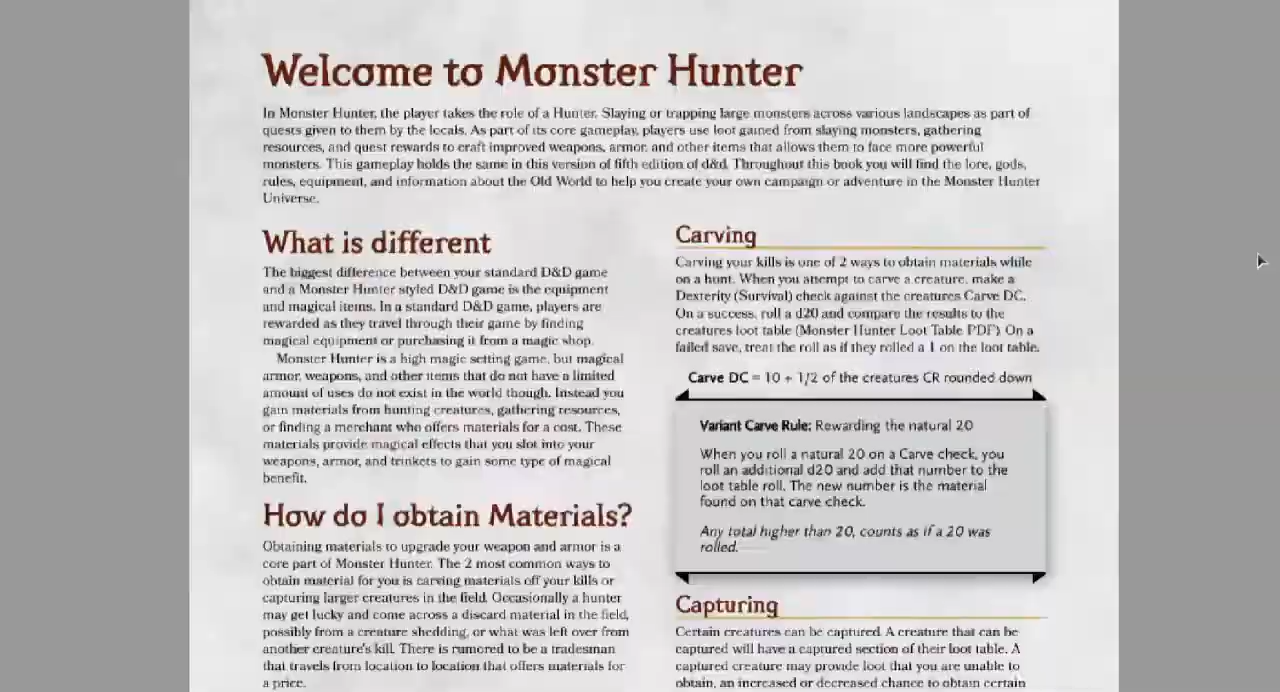 Welcome to Monster Hunter
In Monster Hunter, the player takes the role of a Hunter. Slaying or trapping large monsters across various landscapes as part of
quests given to them by the locals. As part of its core gameplay, players use loot gained from slaying monsters, gathering
resources, and quest rewards to craft improved weapons, armor, and other items that allows them to face more powerful
monsters. This gameplay holds the same in this version of fifth edition of d&d. Throughout this book you will find the lore, gods,
rules, equipment, and information about the Old World to help you create your own campaign or adventure in the Monster Hunter
Universe.
What is different
The biggest difference between your standard D&D game
and a Monster Hunter styled D&D game is the equipment
and magical items. In a standard D&D game, players are
rewarded as they travel through their game by finding
magical equipment or purchasing it from a magic shop.
Monster Hunter is a high magic setting game, but magical
armor, weapons, and other items that do not have a limited
amount of uses do not exist in the world though. Instead you
gain materials from hunting creatures, gathering resources,
or finding a merchant who offers materials for a cost. These
materials provide magical effects that you slot into your
weapons, armor, and trinkets to gain some type of magical
benefit.
How do I obtain Materials?
Obtaining materials to upgrade your weapon and armor is a
core part of Monster Hunter. The 2 most common ways to
obtain material for you is carving materials off your kills or
capturing larger creatures in the field. Occasionally a hunter
may get lucky and come across a discard material in the field,
possibly from a creature shedding, or what was left over from
another creature's kill. There is rumored to be a tradesman
that travels from location to location that offers materials for
a price.
Carving
Carving your kills is one of 2 ways to obtain materials while
on a hunt. When you attempt to carve a creature, make a
Dexterity (Survival) check against the creatures Carve DC.
On a success, roll a d20 and compare the results to the
creatures loot table (Monster Hunter Loot Table PDF) On a
failed save, treat the roll as if they rolled a 1 on the loot table.
Carve DC = 10 + 1/2 of the creatures CR rounded down
Variant Carve Rule: Rewarding the natural 20
When you roll a natural 20 on a Carve check, you
roll an additional d20 and add that number to the
loot table roll. The new number is the material
found on that carve check.
Any total higher than 20, counts as if a 20 was
rolled.
Capturing
Certain creatures can be captured. A creature that can be
captured will have a captured section of their loot table. A
captured creature may provide loot that you are unable to
obtain, an increased or decreased chance to obtain certain